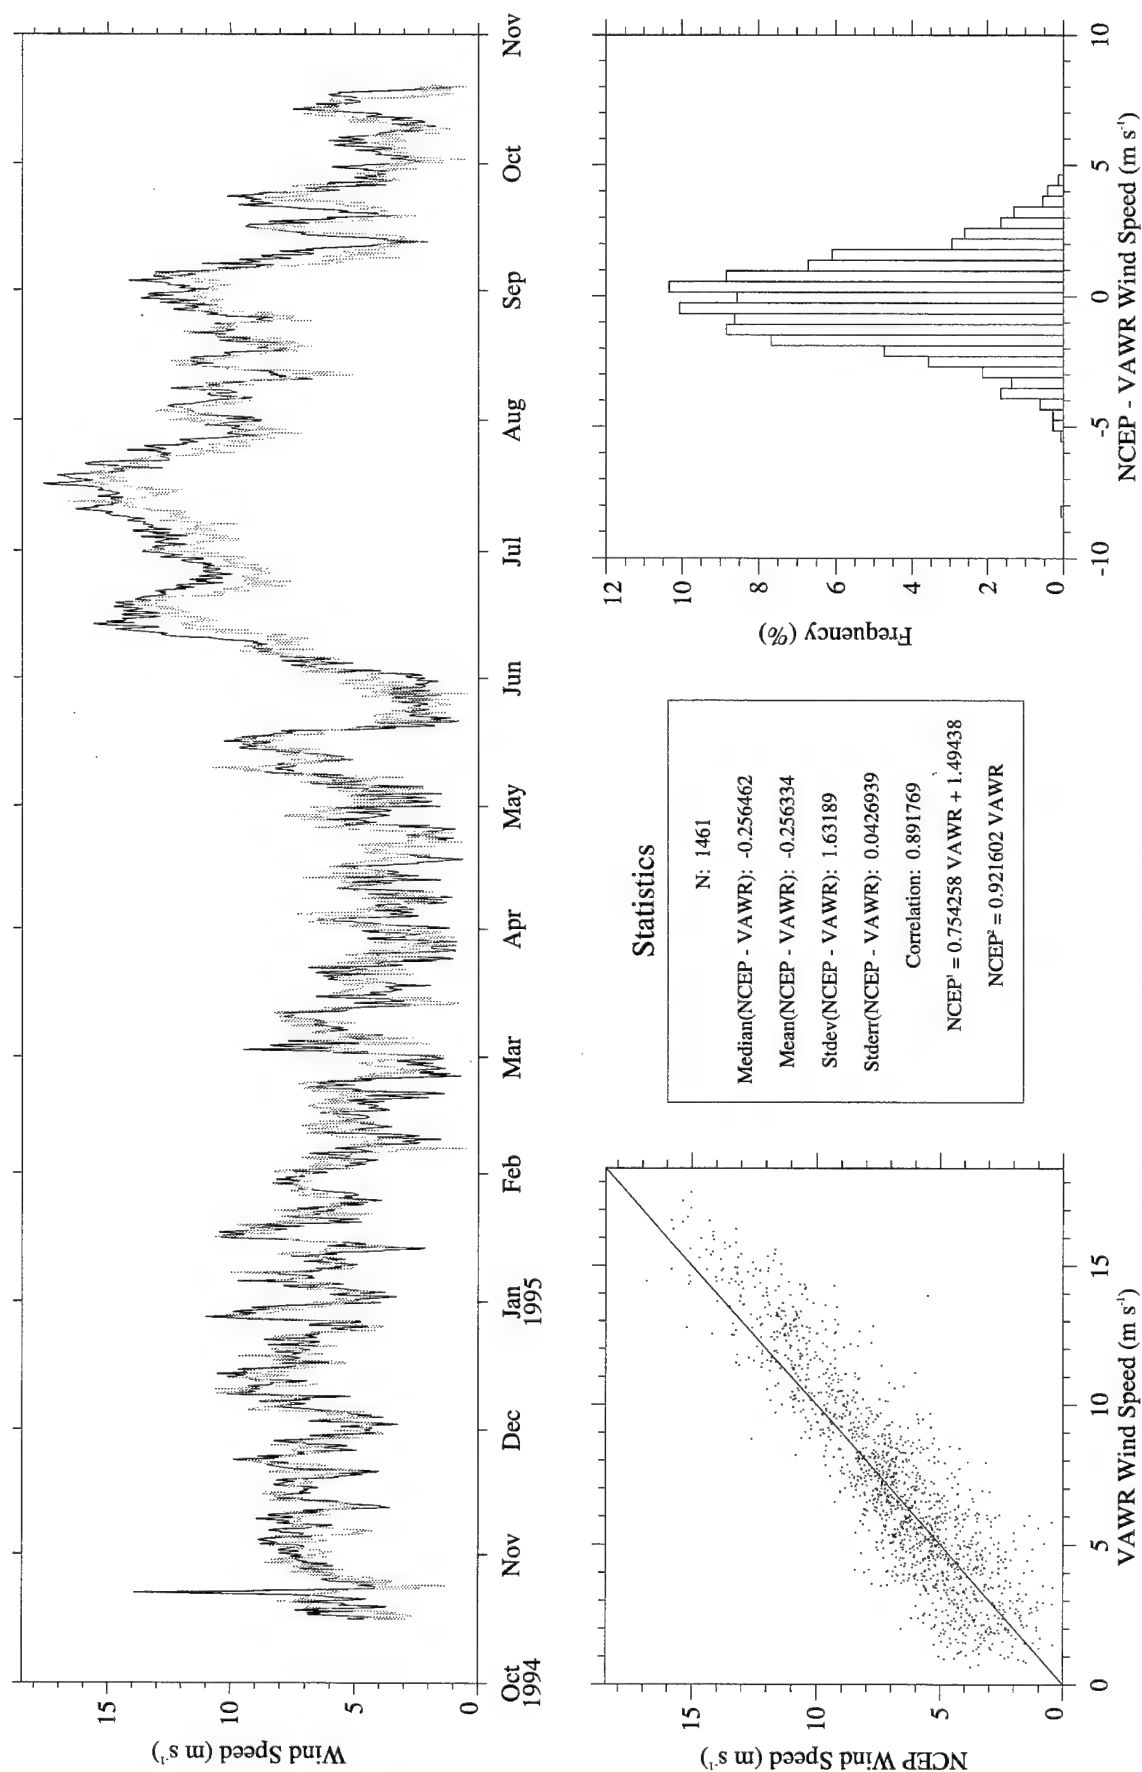 Wind Speed (m s⁻¹)
15
10
5
0
Oct
1994
Nov
Dec
Jan
1995
Feb
Mar
Apr
May
Jun
Jul
Aug
Sep
Oct
Nov
NCEP Wind Speed (m s⁻¹)
15
10
5
0
0
5
10
15
VAWR Wind Speed (m s⁻¹)
Statistics
N: 1461
Median(NCEP - VAWR): -0.256462
Mean(NCEP - VAWR): -0.256334
Stdev(NCEP - VAWR): 1.63189
Stderr(NCEP - VAWR): 0.0426939
Correlation: 0.891769
NCEP¹ = 0.754258 VAWR + 1.49438
NCEP² = 0.921602 VAWR
Frequency (%)
12
10
8
6
4
2
0
-10
-5
0
5
10
NCEP - VAWR Wind Speed (m s⁻¹)